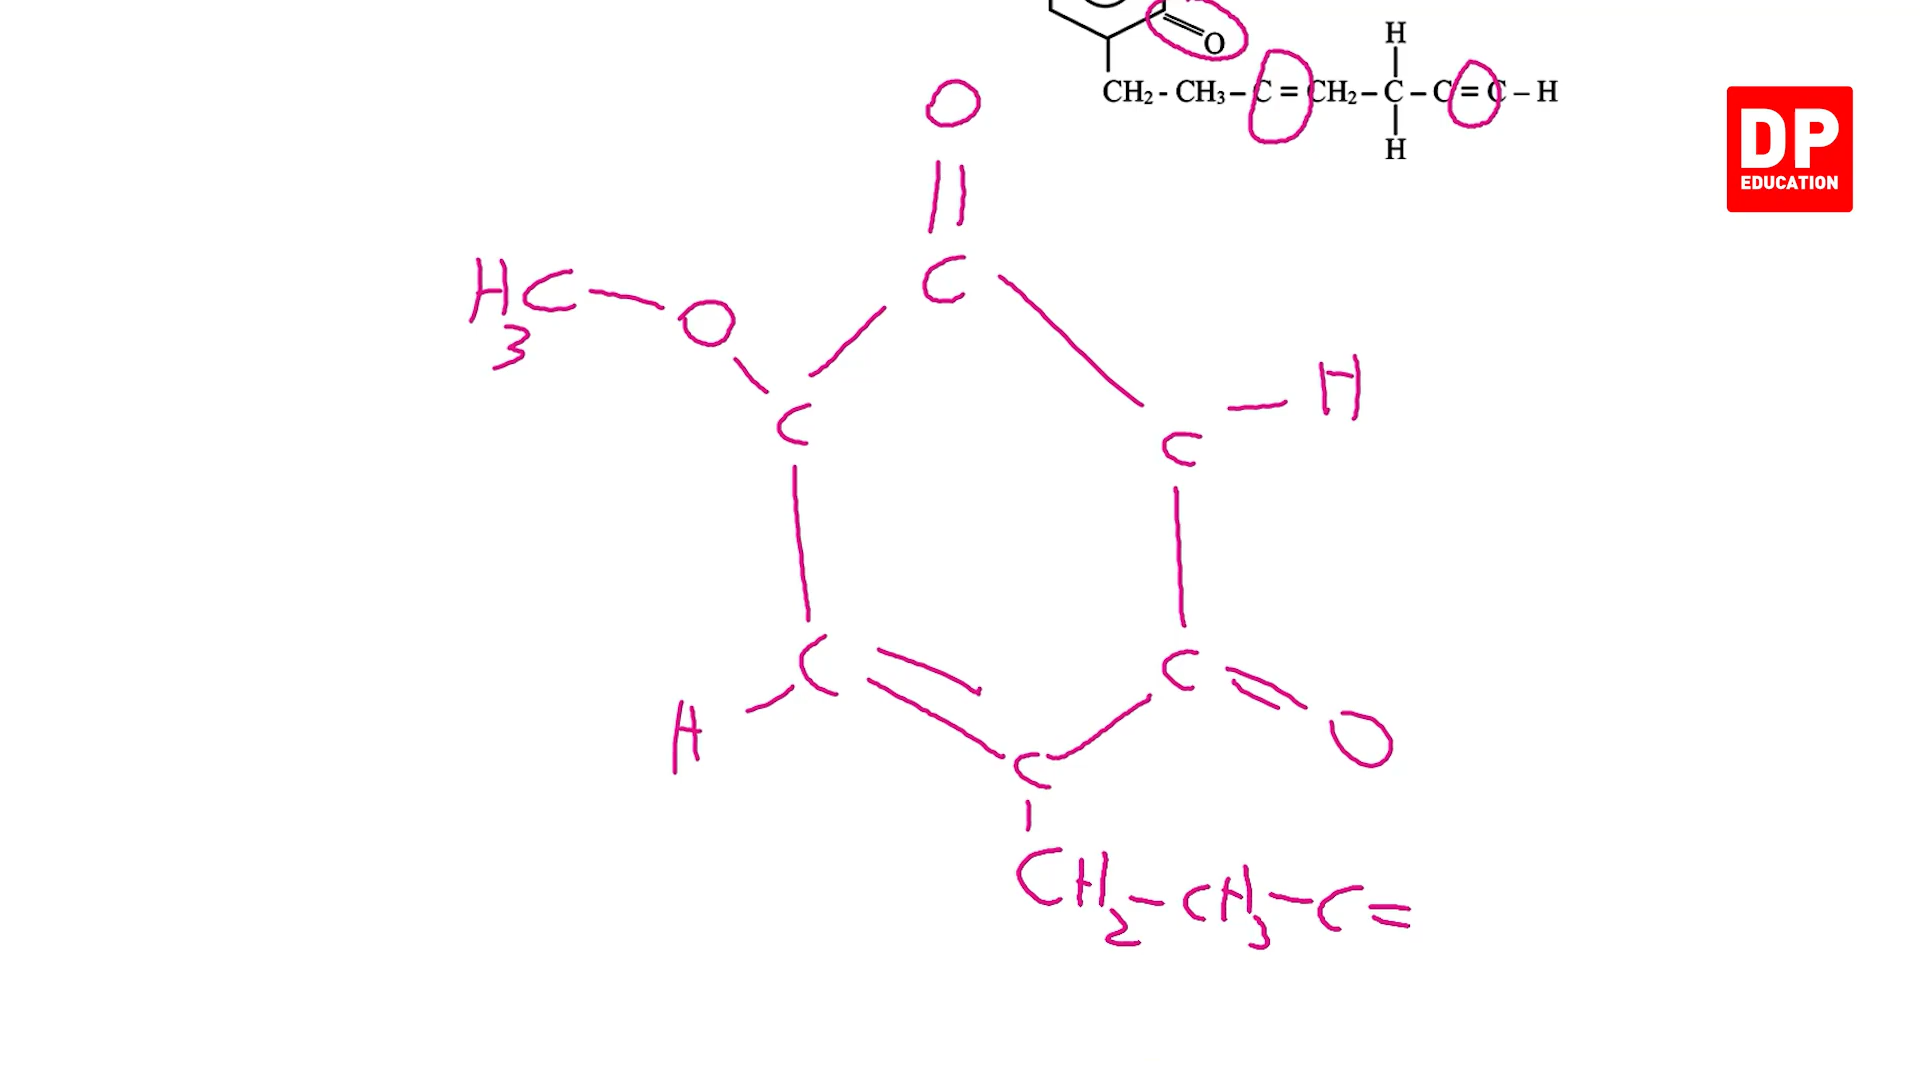 H
O
CH₂ - CH₃ – C = CH₂ – C – C = C – H
H
DP
EDUCATION
O
C
H₃C
O
H
C
C
C
C
O
H
C
CH₂ – CH₃ – C =